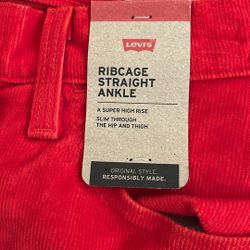 Levi's
RIBCAGE
STRAIGHT
ANKLE
A SUPER HIGH RISE
SLIM THROUGH
THE HIP AND THIGH
ORIGINAL STYLE.
RESPONSIBLY MADE.